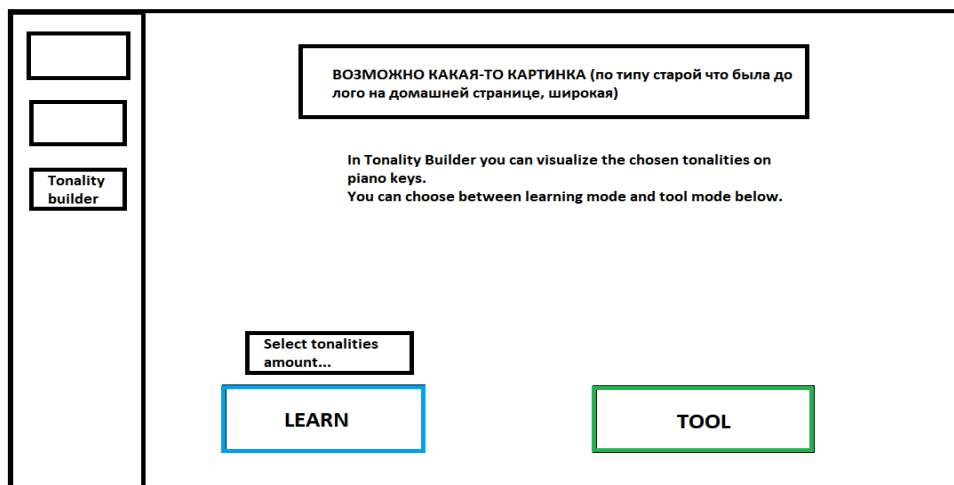 ВОЗМОЖНО КАКАЯ-ТО КАРТИНКА (по типу старой что была до
лого на домашней странице, широкая)
In Tonality Builder you can visualize the chosen tonalities on
piano keys.
You can choose between learning mode and tool mode below.
Tonality
builder
Select tonalities
amount...
LEARN
TOOL